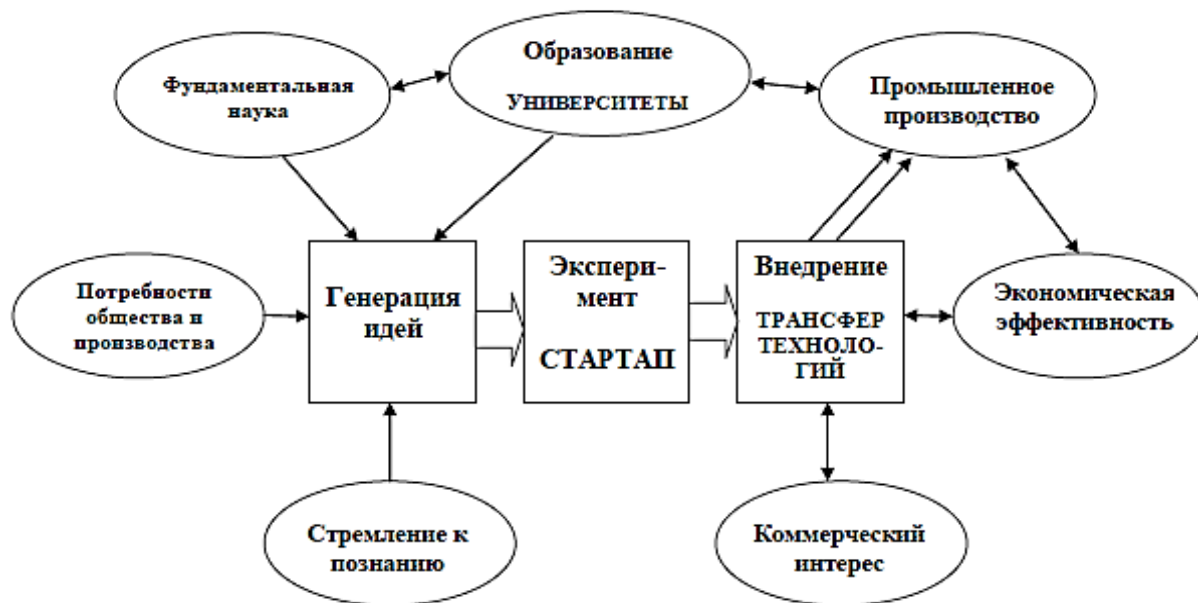 Образование
УНИВЕРСИТЕТЫ
Фундаментальная
наука
Промышленное
производство
Потребности
общества и
производства
Генерация
идей
Экспери-
мент
СТАРТАП
Внедрение
ТРАНСФЕР
ТЕХНОЛО-
ГИЙ
Экономическая
эффективность
Стремление к
познанию
Коммерческий
интерес